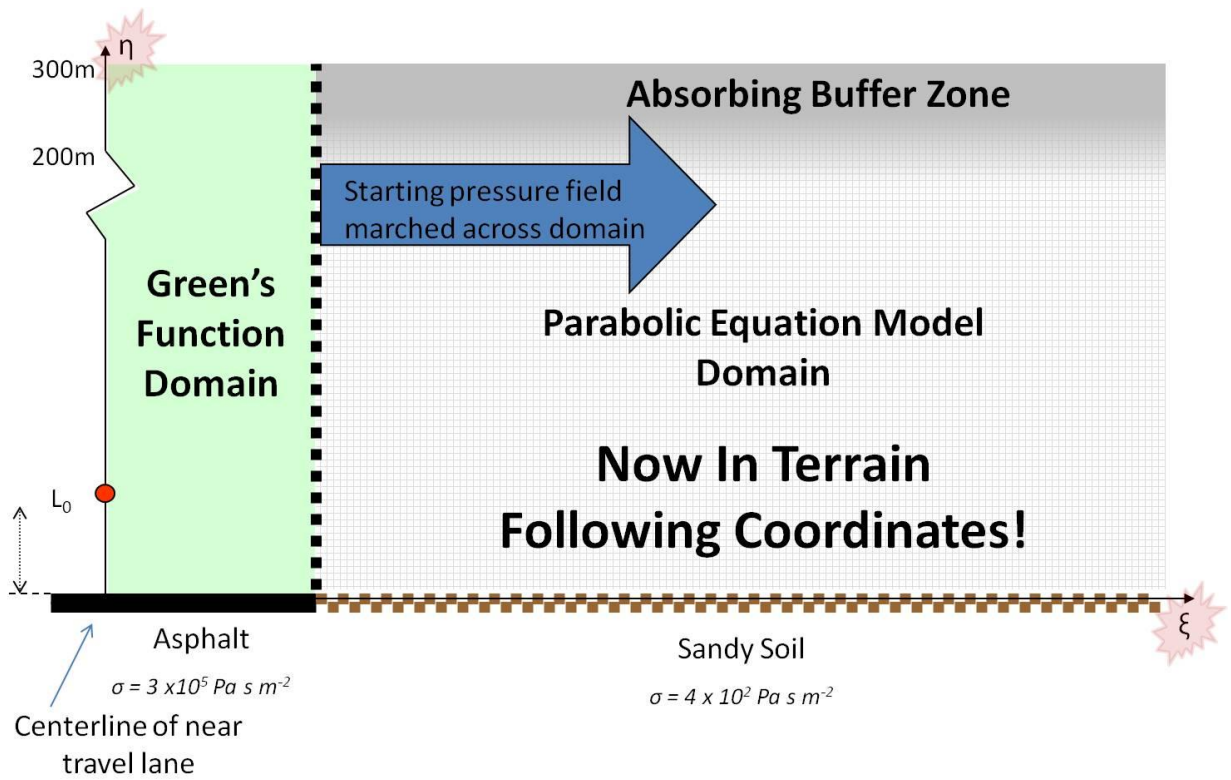 η
300m
Absorbing Buffer Zone
200m
Starting pressure field
marched across domain
Green’s
Function
Domain
Parabolic Equation Model
Domain
Now In Terrain
Following Coordinates!
L₀
ξ
Asphalt
σ = 3 x10⁵ Pa s m⁻²
Sandy Soil
σ = 4 x 10² Pa s m⁻²
Centerline of near
travel lane